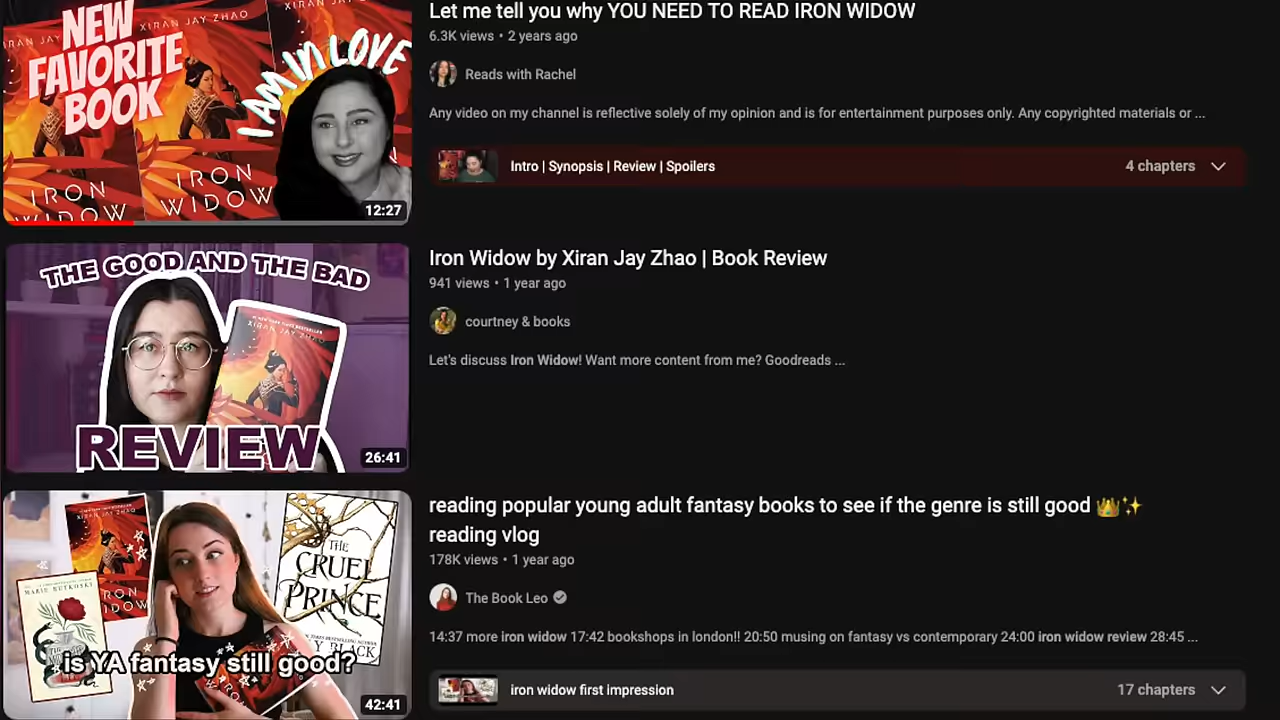 NEW
FAVORITE
BOOK
I AM IN LOVE
XIRAN JAY ZHAO
IRON
WIDOW
IRON
WIDOW
12:27
Let me tell you why YOU NEED TO READ IRON WIDOW
6.3K views • 2 years ago
Reads with Rachel
Any video on my channel is reflective solely of my opinion and is for entertainment purposes only. Any copyrighted materials or ...
Intro | Synopsis | Review | Spoilers
4 chapters
THE GOOD AND THE BAD
XIRAN JAY ZHAO
REVIEW
26:41
Iron Widow by Xiran Jay Zhao | Book Review
941 views • 1 year ago
courtney & books
Let's discuss Iron Widow! Want more content from me? Goodreads ...
XIRAN JAY ZHAO
MARIE RUTKOSKI
THE
CRUEL
PRINCE
BLACK
is YA fantasy still good?
42:41
reading popular young adult fantasy books to see if the genre is still good 👑✨
reading vlog
178K views • 1 year ago
The Book Leo
14:37 more iron widow 17:42 bookshops in london!! 20:50 musing on fantasy vs contemporary 24:00 iron widow review 28:45 ...
iron widow first impression
17 chapters